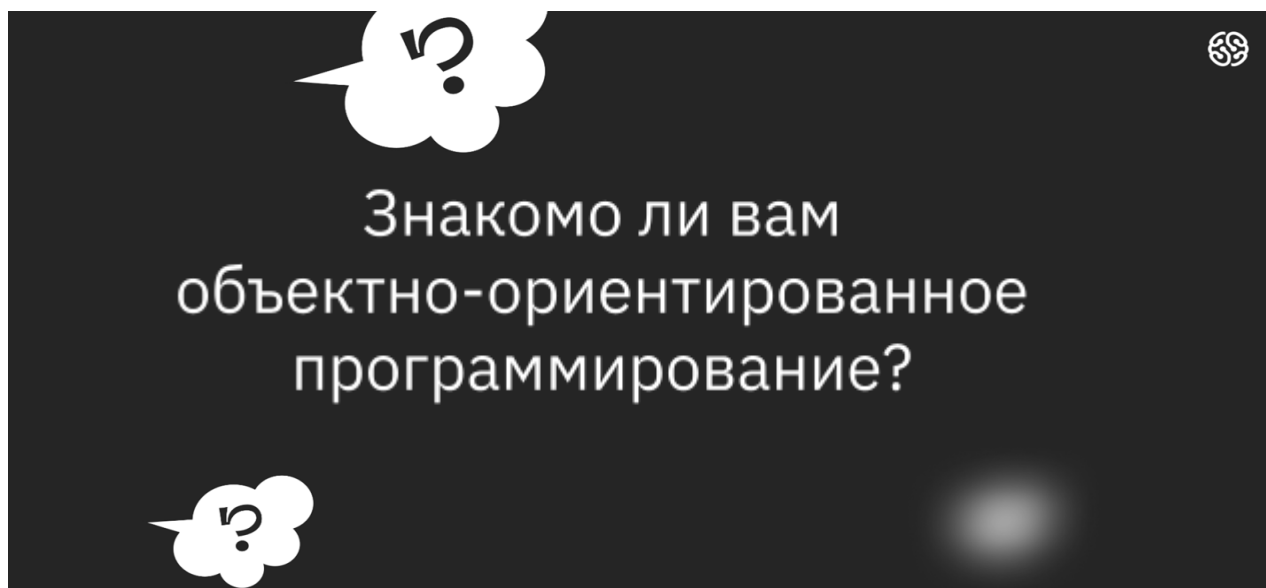 ?
Знакомо ли вам
объектно-ориентированное
программирование?
?